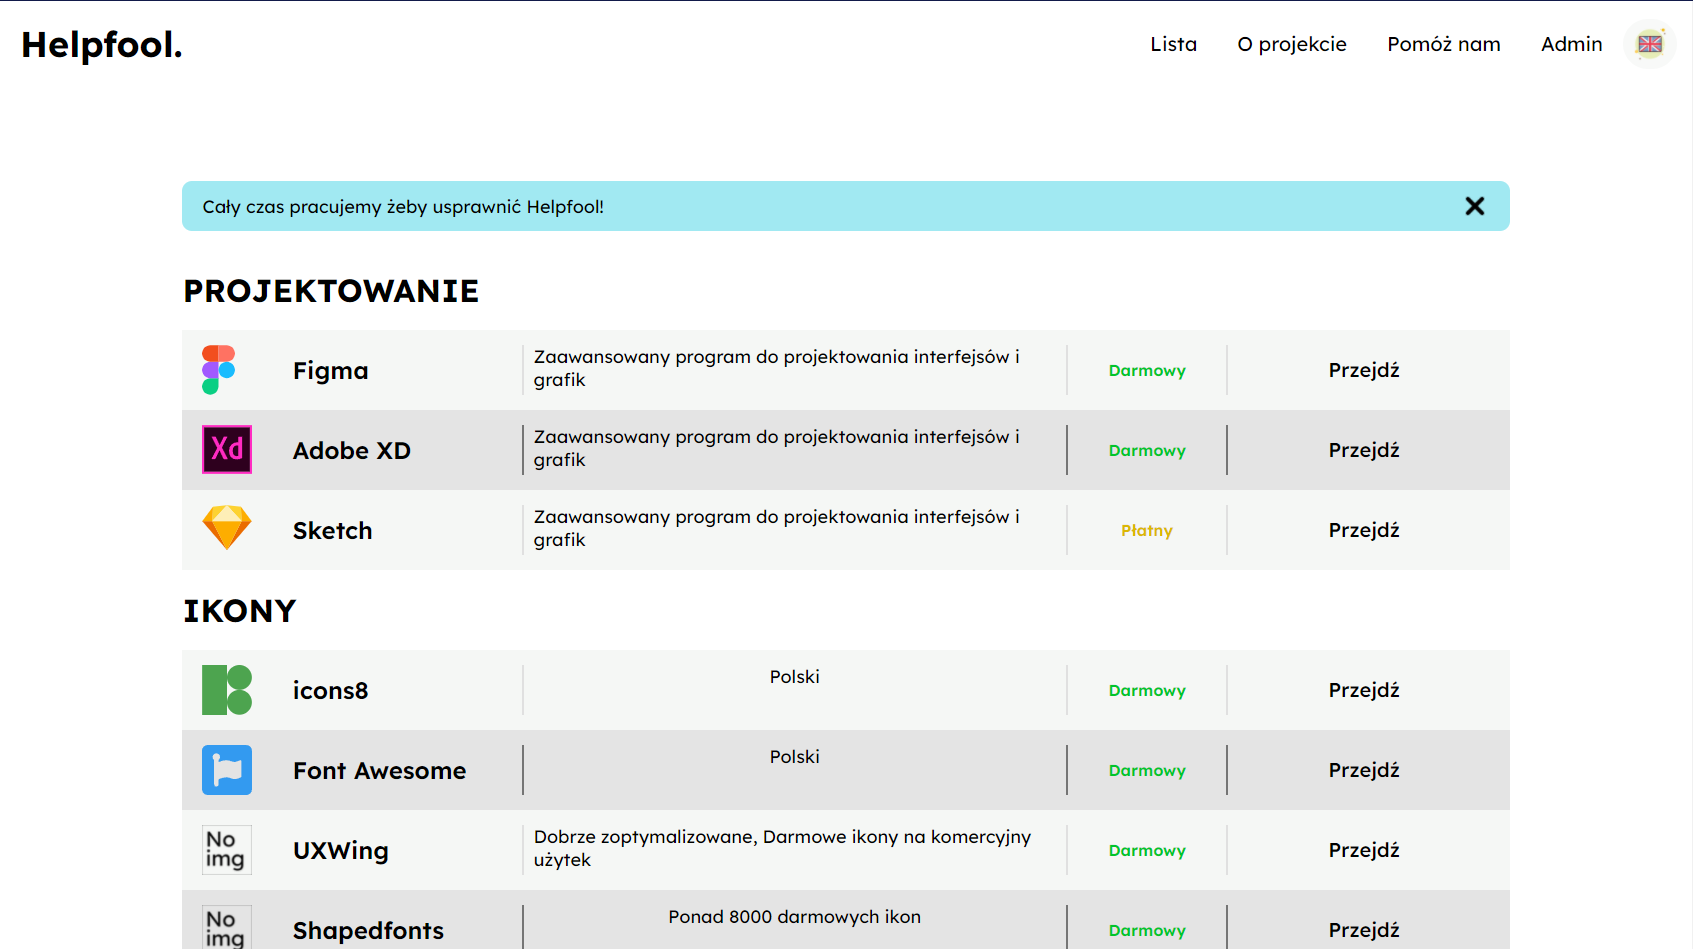 Helpfool.
Lista
O projekcie
Pomóż nam
Admin
Cały czas pracujemy żeby usprawnić Helpfool!
PROJEKTOWANIE
Figma
Zaawansowany program do projektowania interfejsów i
grafik
Darmowy
Przejdź
Xd
Adobe XD
Zaawansowany program do projektowania interfejsów i
grafik
Darmowy
Przejdź
Sketch
Zaawansowany program do projektowania interfejsów i
grafik
Płatny
Przejdź
IKONY
icons8
Polski
Darmowy
Przejdź
Font Awesome
Polski
Darmowy
Przejdź
No
img
UXWing
Dobrze zoptymalizowane, Darmowe ikony na komercyjny
użytek
Darmowy
Przejdź
No
img
Shapedfonts
Ponad 8000 darmowych ikon
Darmowy
Przejdź